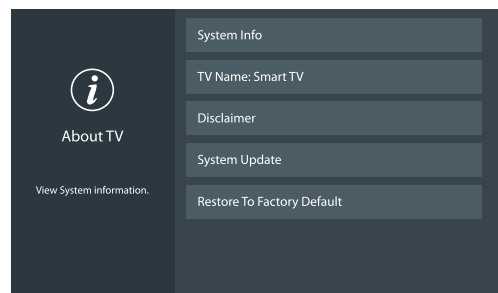 About TV
View System information.
System Info
TV Name: Smart TV
Disclaimer
System Update
Restore To Factory Default